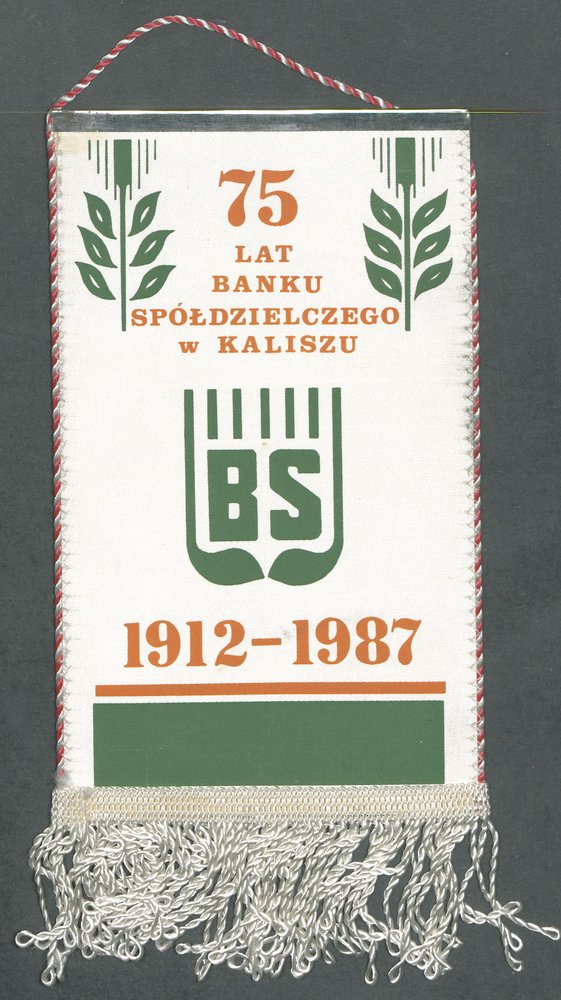 75
LAT
BANKU
SPÓŁDZIELCZEGO
w KALISZU
BS
1912-1987